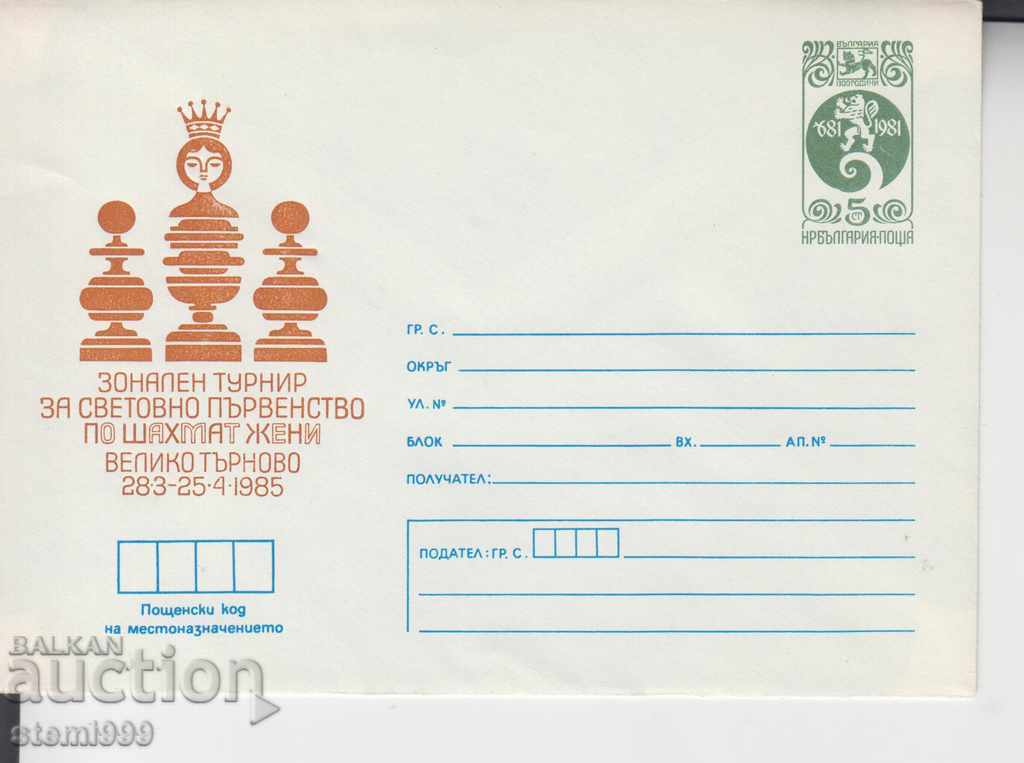 ЗОНАЛЕН ТУРНИР
ЗА СВЕТОВНО ПЪРВЕНСТВО
ПО ШАХМАТ ЖЕНИ
ВЕЛИКО ТЪРНОВО
28·3-25·4·1985
Пощенски код
на местоназначението
БЪЛГАРИЯ
1300 ГОДИНИ
681 1981
5 СТ
НРБЪЛГАРИЯ·ПОЩА
ГР. С.
ОКРЪГ
УЛ. №
БЛОК ВХ. АП. №
ПОЛУЧАТЕЛ:
ПОДАТЕЛ: ГР. С.
BALKAN
auction
stemi999